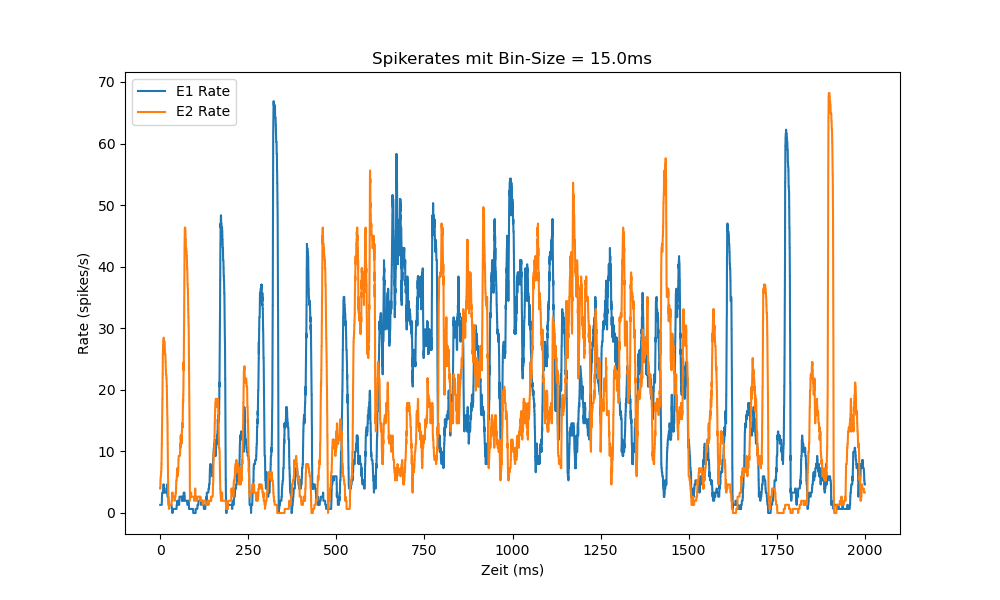 Spikerates mit Bin-Size = 15.0ms
E1 Rate
E2 Rate
Rate (spikes/s)
70
60
50
40
30
20
10
0
0 250 500 750 1000 1250 1500 1750 2000
Zeit (ms)